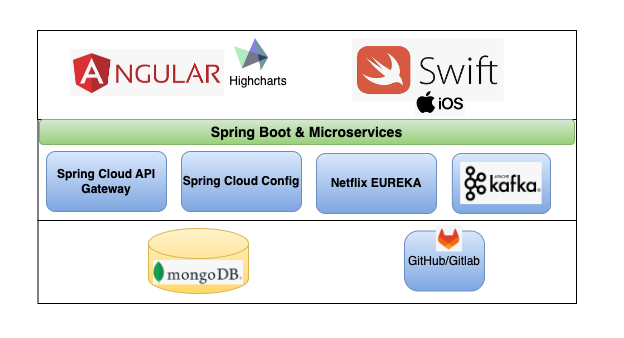 ANGULAR
Highcharts
Swift
iOS
Spring Boot & Microservices
Spring Cloud API
Gateway
Spring Cloud Config
Netflix EUREKA
APACHE
kafka.
mongoDB.
GitHub/Gitlab